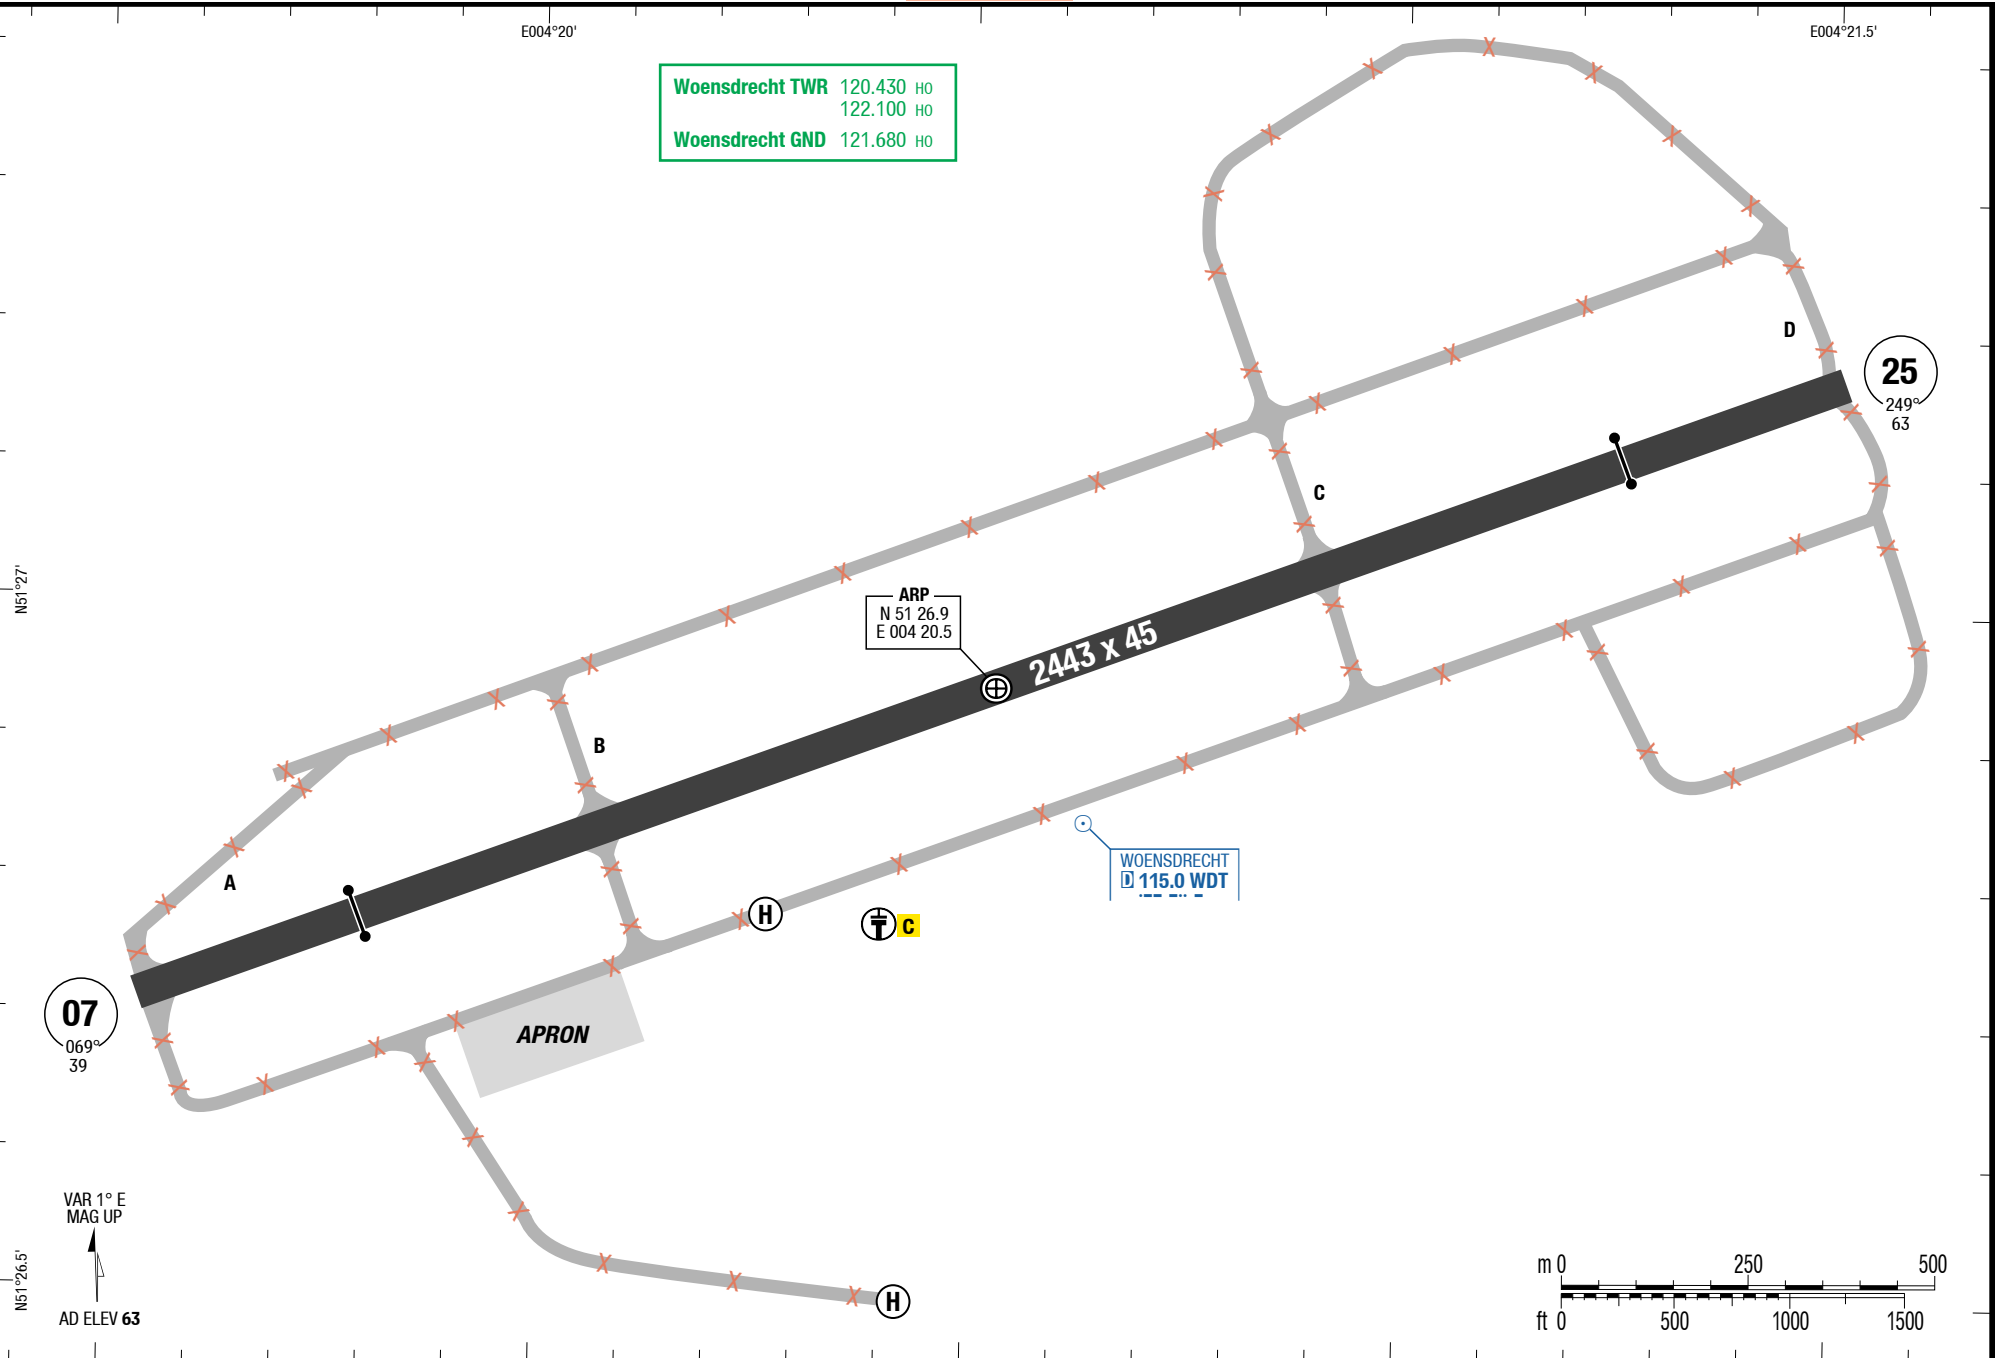 E004°20'
E004°21.5'
Woensdrecht TWR 120.430 HO
122.100 HO
Woensdrecht GND 121.680 HO
D
25
249°
63
C
N51°27'
ARP
N 51 26.9
E 004 20.5
2443 x 45
B
A
WOENSDRECHT
D 115.0 WDT
H
C
07
069°
39
APRON
VAR 1° E
MAG UP
N51°26.5'
AD ELEV 63
H
m 0 250 500
ft 0 500 1000 1500